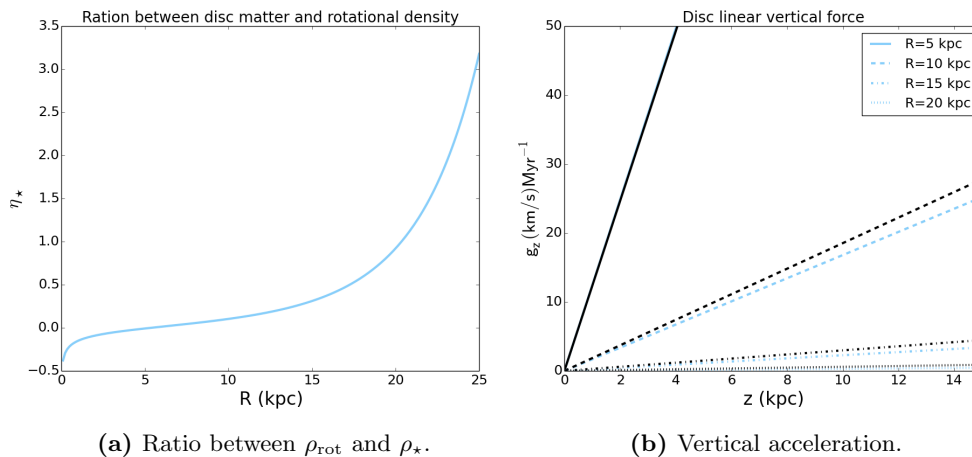 Ration between disc matter and rotational density
3.5
3.0
2.5
2.0
1.5
1.0
0.5
0.0
−0.5
η⋆
0
5
10
15
20
25
R (kpc)
Disc linear vertical force
50
40
30
20
10
0
g_z (km/s)Myr⁻¹
0
2
4
6
8
10
12
14
z (kpc)
R=5 kpc
R=10 kpc
R=15 kpc
R=20 kpc
(a) Ratio between ρ_rot and ρ⋆.
(b) Vertical acceleration.